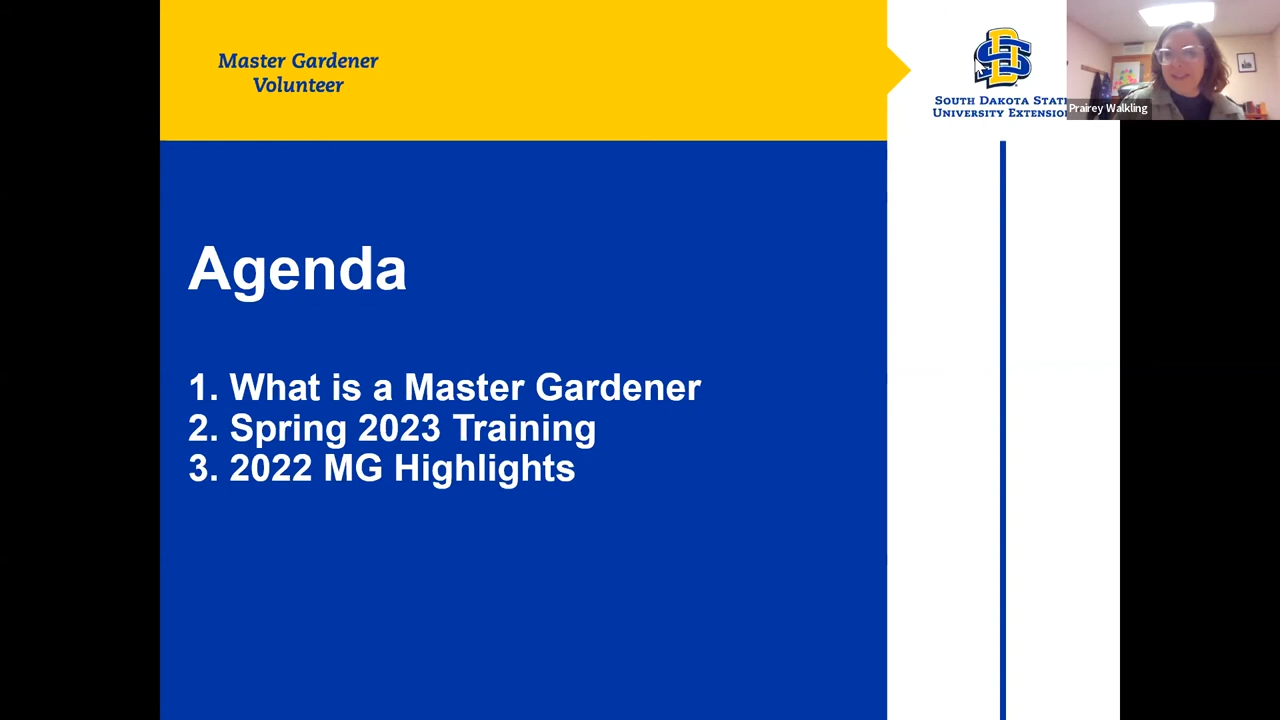 Master Gardener
Volunteer
SOUTH DAKOTA STATE
UNIVERSITY EXTENSION
Prairey Walkling
Agenda
1. What is a Master Gardener
2. Spring 2023 Training
3. 2022 MG Highlights